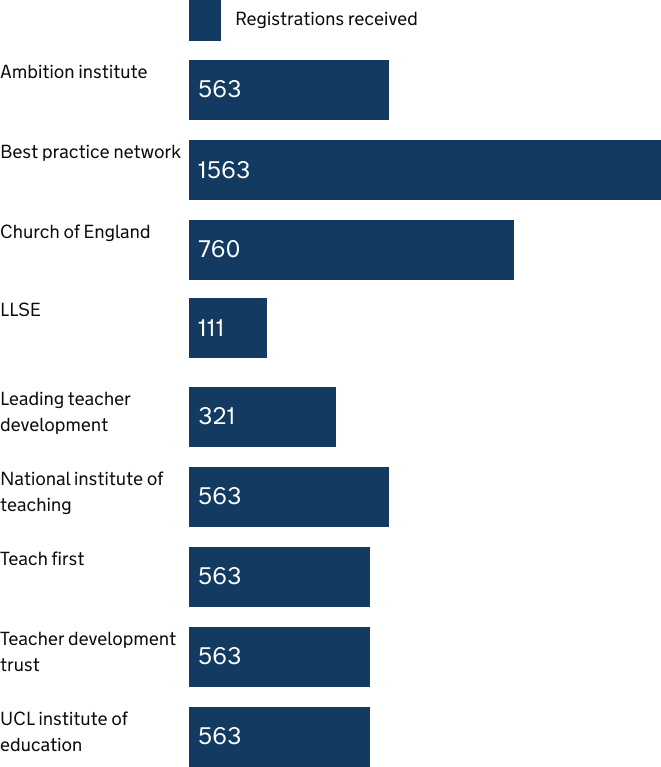 Registrations received
Ambition institute
563
Best practice network
1563
Church of England
760
LLSE
111
Leading teacher
development
321
National institute of
teaching
563
Teach first
563
Teacher development
trust
563
UCL institute of
education
563